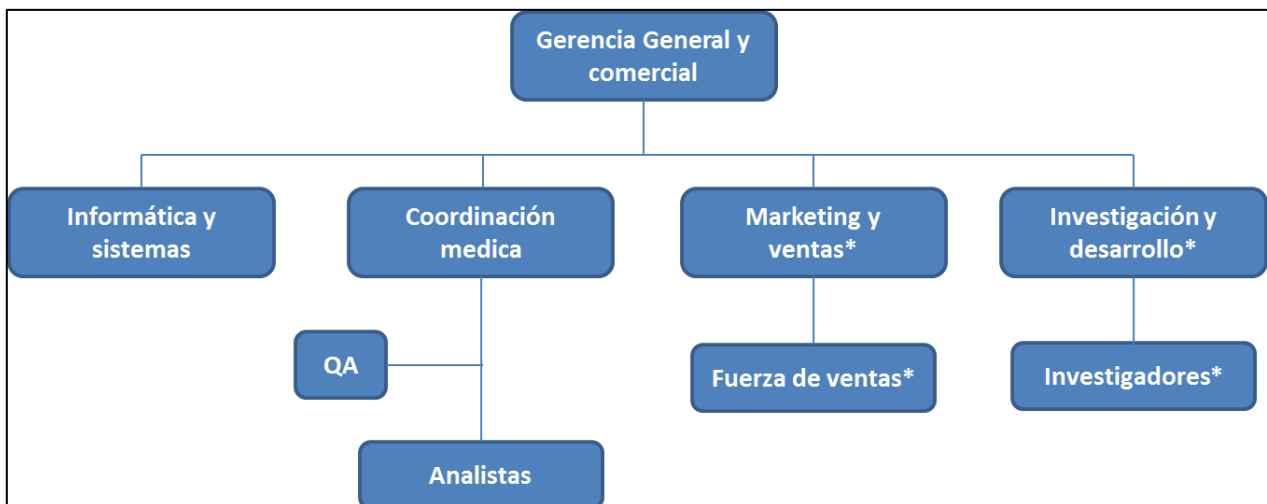 Gerencia General y
comercial
Informática y
sistemas
Coordinación
medica
Marketing y
ventas*
Investigación y
desarrollo*
QA
Fuerza de ventas*
Investigadores*
Analistas